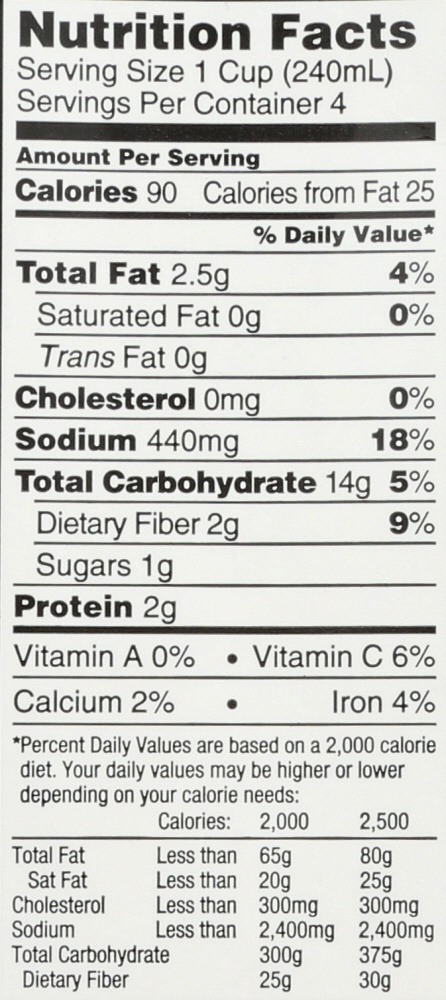 Nutrition Facts
Serving Size 1 Cup (240mL)
Servings Per Container 4
Amount Per Serving
Calories 90 Calories from Fat 25
% Daily Value*
Total Fat 2.5g 4%
Saturated Fat 0g 0%
Trans Fat 0g
Cholesterol 0mg 0%
Sodium 440mg 18%
Total Carbohydrate 14g 5%
Dietary Fiber 2g 9%
Sugars 1g
Protein 2g
Vitamin A 0% • Vitamin C 6%
Calcium 2% • Iron 4%
*Percent Daily Values are based on a 2,000 calorie
diet. Your daily values may be higher or lower
depending on your calorie needs:
Calories: 2,000 2,500
Total Fat Less than 65g 80g
Sat Fat Less than 20g 25g
Cholesterol Less than 300mg 300mg
Sodium Less than 2,400mg 2,400mg
Total Carbohydrate 300g 375g
Dietary Fiber 25g 30g